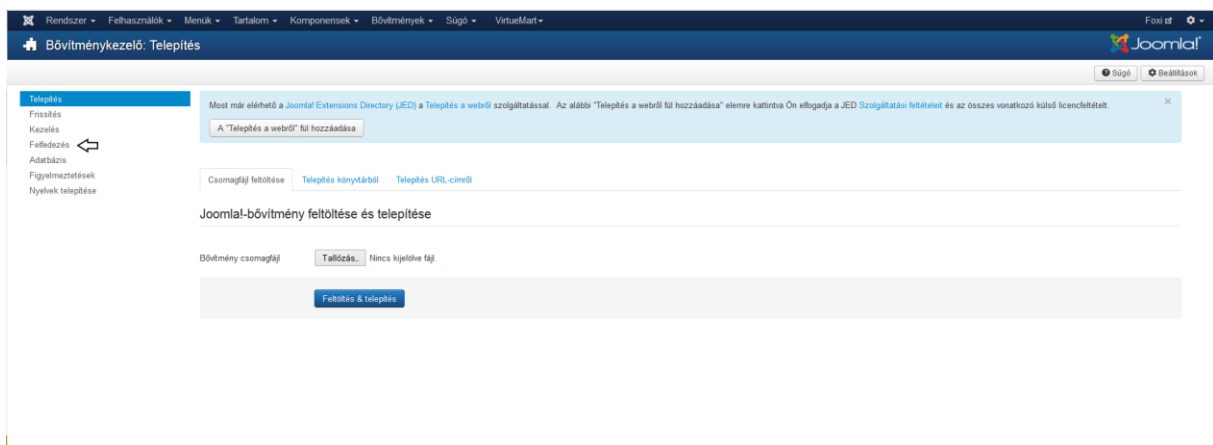 Rendszer Felhasználók Menük Tartalom Komponensek Bővítmények Súgó VirtueMart Foxi
Bővítménykezelő: Telepítés Joomla!
Súgó Beállítások
Telepítés
Frissítés
Kezelés
Felfedezés
Adatbázis
Figyelmeztetések
Nyelvek telepítése
Most már elérhető a Joomla! Extensions Directory (JED) a Telepítés a webről szolgáltatással. Az alábbi "Telepítés a webről fül hozzáadása" elemre kattintva Ön elfogadja a JED Szolgáltatási feltételeit és az összes vonatkozó külső licencfeltételt.
A "Telepítés a webről" fül hozzáadása
Csomagfájl feltöltése Telepítés könyvtárból Telepítés URL-címről
Joomla!-bővítmény feltöltése és telepítése
Bővítmény csomagfájl Tallózás.. Nincs kijelölve fájl.
Feltöltés & telepítés